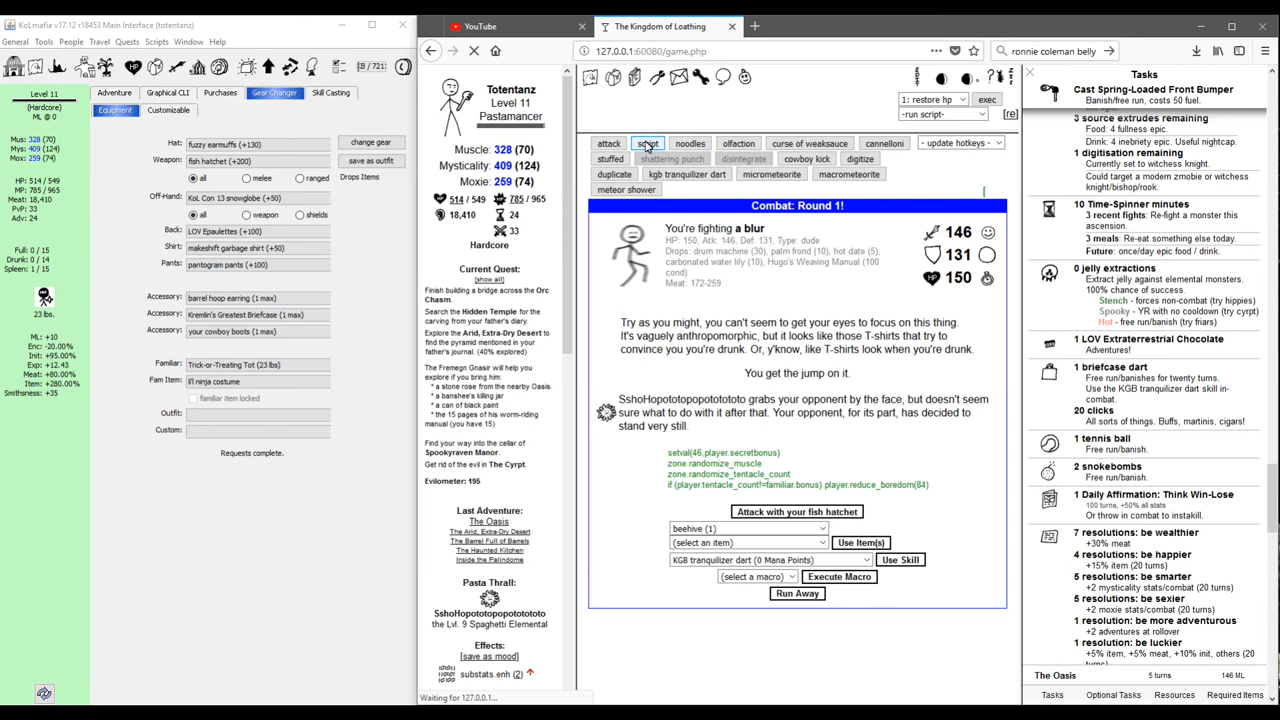 KoLmafia v17.12 r18453 Main Interface (totentanz)
General Tools People Travel Quests Scripts Window Help
Level 11
(Hardcore)
ML @ 0
Mus: 328 (70)
Mys: 409 (124)
Mox: 259 (74)
HP: 514 / 549
MP: 785 / 965
Meat: 18,410
PvP: 33
Adv: 24
Full: 0 / 15
Drunk: 0 / 14
Spleen: 1 / 15
23 lbs.
ML: +10
Enc: -20.00%
Init: +95.00%
Exp: +12.43
Meat: +80.00%
Item: +280.00%
Smithsness: +35
Adventure Graphical CLI Purchases Gear Changer Skill Casting
Equipment Customizable
Hat: fuzzy earmuffs (+130) change gear
Weapon: fish hatchet (+200) save as outfit
all melee ranged Drops Items
Off-Hand: KoL Con 13 snowglobe (+50)
all weapon shields
Back: LOV Epaulettes (+100)
Shirt: makeshift garbage shirt (+50)
Pants: pantogram pants (+100)
Accessory: barrel hoop earring (1 max)
Accessory: Kremlin's Greatest Briefcase (1 max)
Accessory: your cowboy boots (1 max)
Familiar: Trick-or-Treating Tot (23 lbs)
Fam Item: li'l ninja costume
familiar item locked
Outfit:
Custom:
Requests complete.
YouTube
The Kingdom of Loathing
127.0.0.1:60080/game.php
ronnie coleman belly
Totentanz
Level 11
Pastamancer
Muscle: 328 (70)
Mysticality: 409 (124)
Moxie: 259 (74)
514 / 549 785 / 965
18,410 24
33
Hardcore
Current Quest:
[show all]
Finish building a bridge across the Orc
Chasm.
Search the Hidden Temple for the
carving from your father's diary.
Explore the Arid, Extra-Dry Desert to
find the pyramid mentioned in your
father's journal. (40% explored)
The Fremegn Gnasir will help you
explore if you bring him:
* a stone rose from the nearby Oasis.
* a banshee's killing jar
* a can of black paint
* the 15 pages of his worm-riding
manual (you have 15)
Find your way into the cellar of
Spookyraven Manor.
Get rid of the evil in The Cyrpt.
Evilometer: 195
Last Adventure:
The Oasis
The Arid, Extra-Dry Desert
The Barrel Full of Barrels
The Haunted Kitchen
Inside the Palindome
Pasta Thrall:
SshoHopototopopototototo
the Lvl. 9 Spaghetti Elemental
Effects:
[save as mood]
substats.enh (2)
Waiting for 127.0.0.1...
1: restore hp exec
-run script- [re]
attack script noodles olfaction curse of weaksauce cannelloni - update hotkeys -
stuffed shattering punch disintegrate cowboy kick digitize
duplicate kgb tranquilizer dart micrometeorite macrometeorite
meteor shower
[
Combat: Round 1!
You're fighting a blur
HP: 150, Atk: 146, Def: 131, Type: dude
Drops: drum machine (30), palm frond (10), hot date (5),
carbonated water lily (10), Hugo's Weaving Manual (100
cond)
Meat: 172-259
146
131
150
Try as you might, you can't seem to get your eyes to focus on this thing.
It's vaguely anthropomorphic, but it looks like those T-shirts that try to
convince you you're drunk. Or, y'know, like T-shirts look when you're drunk.
You get the jump on it.
SshoHopototopopototototo grabs your opponent by the face, but doesn't seem
sure what to do with it after that. Your opponent, for its part, has decided to
stand very still.
setval(46,player.secretbonus)
zone.randomize_muscle
zone.randomize_tentacle_count
if (player.tentacle_count!=familiar.bonus) player.reduce_boredom(84)
Attack with your fish hatchet
beehive (1)
(select an item) Use Item(s)
KGB tranquilizer dart (0 Mana Points) Use Skill
(select a macro) Execute Macro
Run Away
Tasks
Cast Spring-Loaded Front Bumper
Banish/free run, costs 50 fuel.
3 source extrudes remaining
Food: 4 fullness epic.
Drink: 4 inebriety epic. Useful nightcap.
1 digitisation remaining
Currently set to witchess knight.
Could target a modern zmobile or witchess
knight/bishop/rook.
10 Time-Spinner minutes
3 recent fights: Re-fight a monster this
ascension.
3 meals: Re-eat something else today.
Future: once/day epic food / drink.
0 jelly extractions
Extract jelly against elemental monsters.
100% chance of success.
Stench - forces non-combat (try hippies)
Spooky - YR with no cooldown (try cyrpt)
Hot - free run/banish (try friars)
1 LOV Extraterrestrial Chocolate
Adventures!
1 briefcase dart
Free run/banishes for twenty turns.
Use the KGB tranquilizer dart skill in-
combat.
20 clicks
All sorts of things. Buffs, martinis, cigars!
1 tennis ball
Free run/banish.
2 snokebombs
Free run/banish.
1 Daily Affirmation: Think Win-Lose
100 turns, +50% all stats
Or throw in combat to instakill.
7 resolutions: be wealthier
+30% meat
4 resolutions: be happier
+15% item (20 turns)
5 resolutions: be smarter
+2 mysticality stats/combat (20 turns)
5 resolutions: be sexier
+2 moxie stats/combat (20 turns)
1 resolution: be more adventurous
+2 adventures at rollover
1 resolution: be luckier
+5% item, +5% meat, +10% init, others (20
turns)
The Oasis 5 turns 146 ML
Tasks Optional Tasks Resources Required Items